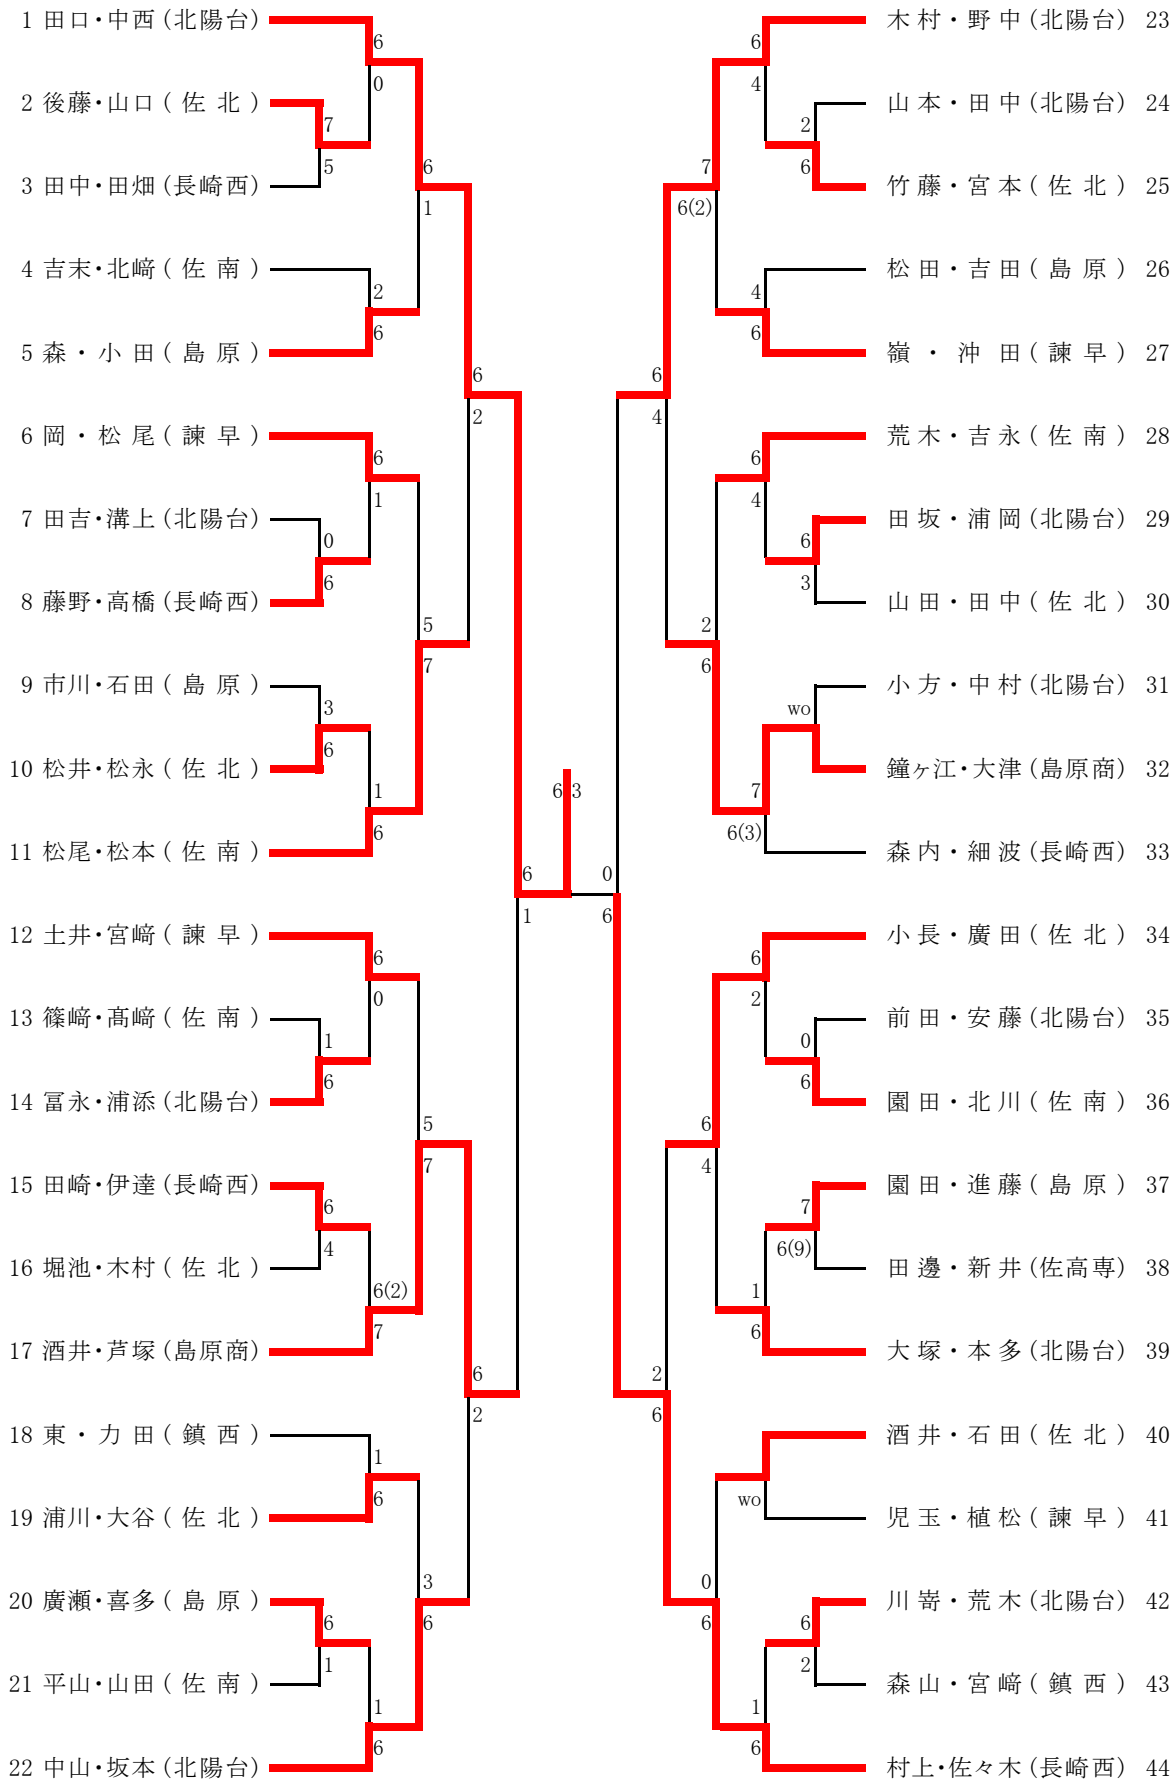 1 田口・中西 (北陽台)
6
0
2 後藤・山口 ( 佐 北 )
7
5
3 田中・田畑 (長崎西)
6
1
4 吉末・北﨑 ( 佐 南 )
2
6
5 森 ・ 小 田 ( 島 原 )
6
2
6 岡 ・ 松 尾 ( 諫 早 )
6
1
7 田吉・溝上 (北陽台)
0
6
8 藤野・高橋 (長崎西)
5
7
9 市川・石田 ( 島 原 )
3
6
10 松井・松永 ( 佐 北 )
1
6
11 松尾・松本 ( 佐 南 )
6
1
12 土井・宮﨑 ( 諫 早 )
6
0
13 篠﨑・髙﨑 ( 佐 南 )
1
6
14 冨永・浦添 (北陽台)
5
7
15 田崎・伊達 (長崎西)
6
4
16 堀池・木村 ( 佐 北 )
6(2)
7
17 酒井・芦塚 (島原商)
6
2
18 東 ・ 力 田 ( 鎮 西 )
1
6
19 浦川・大谷 ( 佐 北 )
3
6
20 廣瀬・喜多 ( 島 原 )
6
1
21 平山・山田 ( 佐 南 )
1
6
22 中山・坂本 (北陽台)
6 3
木 村 ・ 野 中 (北陽台) 23
6
4
山 本 ・ 田 中 (北陽台) 24
2
6
竹 藤 ・ 宮 本 ( 佐 北 ) 25
7
6(2)
松 田 ・ 吉 田 ( 島 原 ) 26
4
6
嶺 ・ 沖 田 ( 諫 早 ) 27
6
4
荒 木 ・ 吉 永 ( 佐 南 ) 28
6
4
田 坂 ・ 浦 岡 (北陽台) 29
6
3
山 田 ・ 田 中 ( 佐 北 ) 30
2
6
小 方 ・ 中 村 (北陽台) 31
wo
鐘ヶ江・大津 (島原商) 32
7
6(3)
森 内 ・ 細 波 (長崎西) 33
0
6
小 長 ・ 廣 田 ( 佐 北 ) 34
6
2
前 田 ・ 安 藤 (北陽台) 35
0
6
園 田 ・ 北 川 ( 佐 南 ) 36
6
4
園 田 ・ 進 藤 ( 島 原 ) 37
7
6(9)
田 邊 ・ 新 井 (佐高専) 38
1
6
大 塚 ・ 本 多 (北陽台) 39
2
6
酒 井 ・ 石 田 ( 佐 北 ) 40
wo
児 玉 ・ 植 松 ( 諫 早 ) 41
0
6
川 嵜 ・ 荒 木 (北陽台) 42
6
2
森 山 ・ 宮 﨑 ( 鎮 西 ) 43
1
6
村上・佐々木 (長崎西) 44